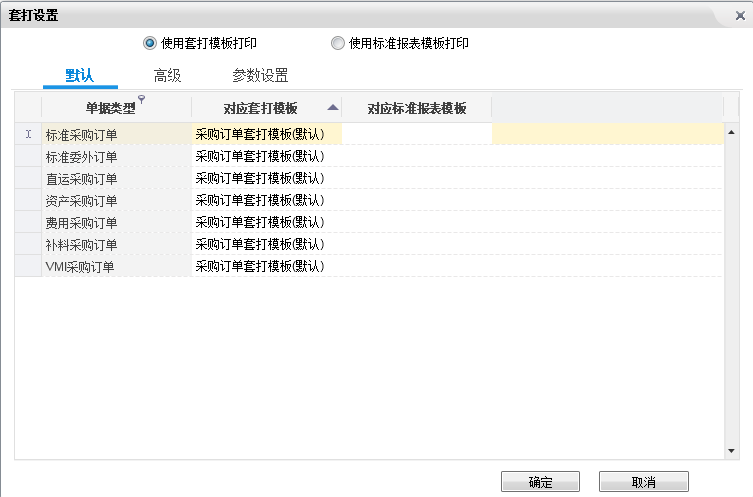 套打设置
使用套打模板打印 使用标准报表模板打印
默认 高级 参数设置
单据类型 对应套打模板 对应标准报表模板
标准采购订单 采购订单套打模板(默认)
标准委外订单 采购订单套打模板(默认)
直运采购订单 采购订单套打模板(默认)
资产采购订单 采购订单套打模板(默认)
费用采购订单 采购订单套打模板(默认)
补料采购订单 采购订单套打模板(默认)
VMI采购订单 采购订单套打模板(默认)
确定 取消